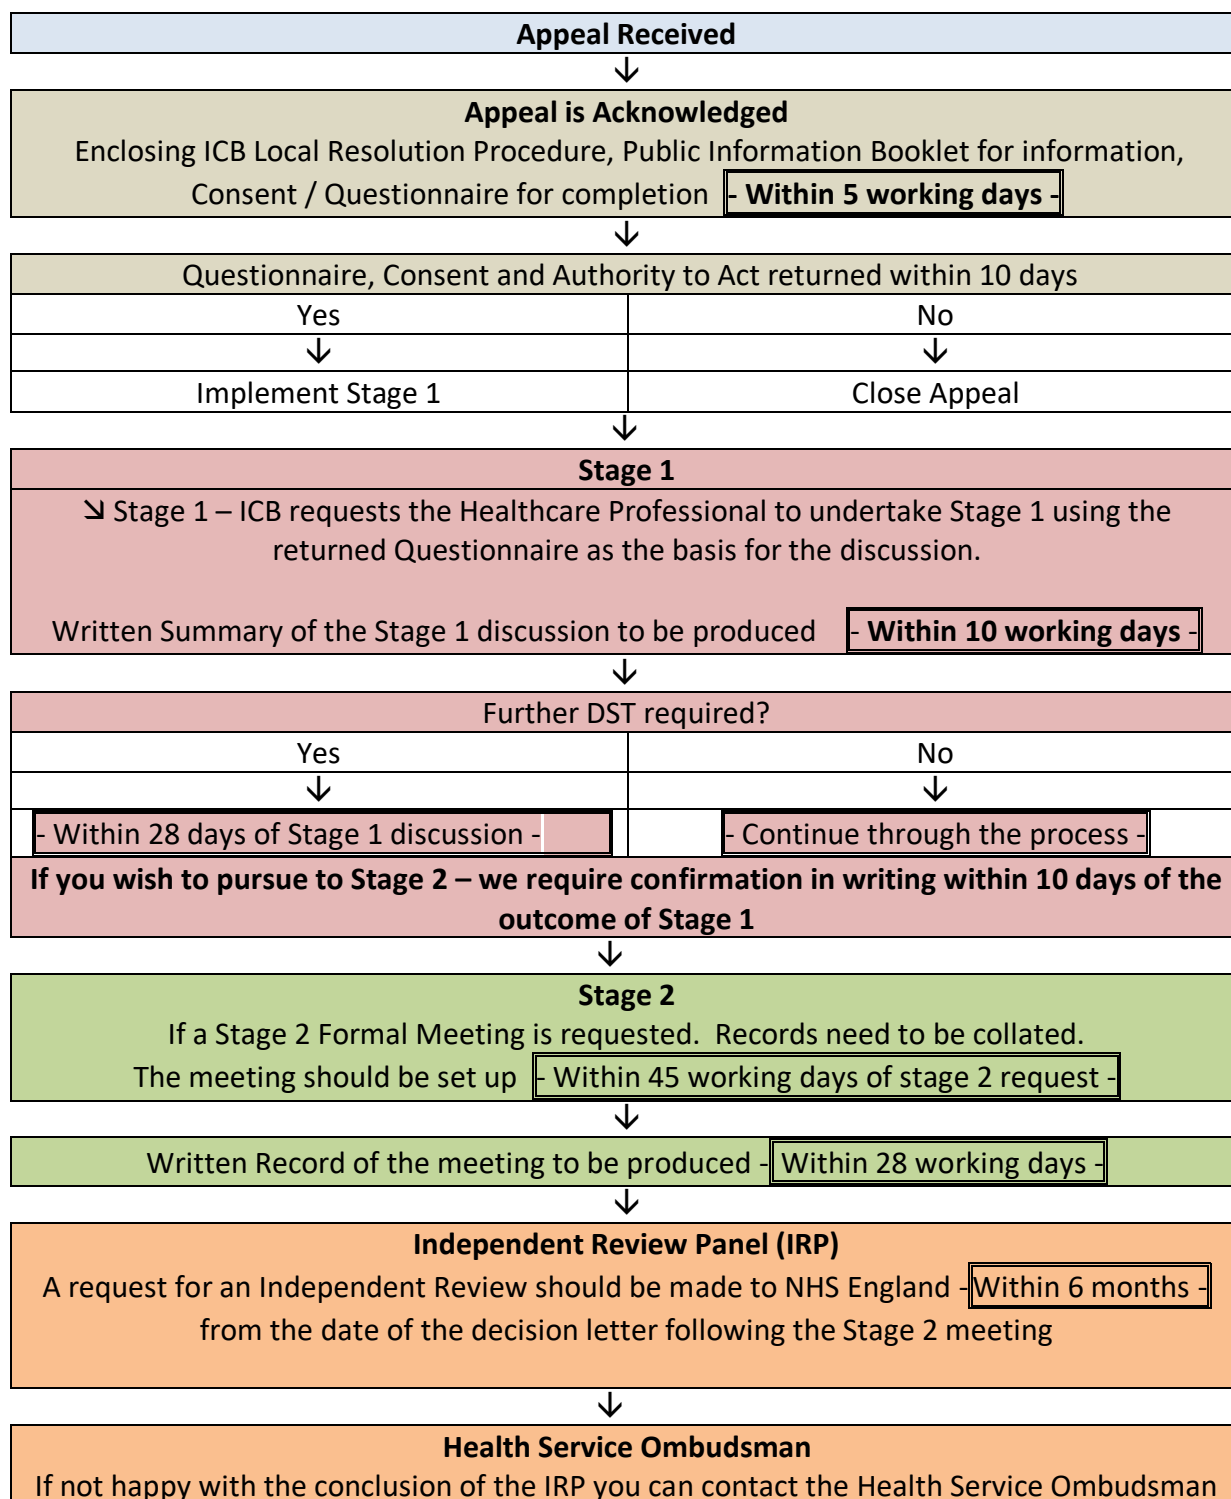 Appeal Received
↓
Appeal is Acknowledged
Enclosing ICB Local Resolution Procedure, Public Information Booklet for information,
Consent / Questionnaire for completion - Within 5 working days -
↓
Questionnaire, Consent and Authority to Act returned within 10 days
Yes No
↓ ↓
Implement Stage 1 Close Appeal
↓
Stage 1
↘ Stage 1 – ICB requests the Healthcare Professional to undertake Stage 1 using the
returned Questionnaire as the basis for the discussion.
Written Summary of the Stage 1 discussion to be produced - Within 10 working days -
↓
Further DST required?
Yes No
↓ ↓
- Within 28 days of Stage 1 discussion - - Continue through the process -
If you wish to pursue to Stage 2 – we require confirmation in writing within 10 days of the
outcome of Stage 1
↓
Stage 2
If a Stage 2 Formal Meeting is requested. Records need to be collated.
The meeting should be set up - Within 45 working days of stage 2 request -
↓
Written Record of the meeting to be produced - Within 28 working days -
↓
Independent Review Panel (IRP)
A request for an Independent Review should be made to NHS England - Within 6 months -
from the date of the decision letter following the Stage 2 meeting
↓
Health Service Ombudsman
If not happy with the conclusion of the IRP you can contact the Health Service Ombudsman